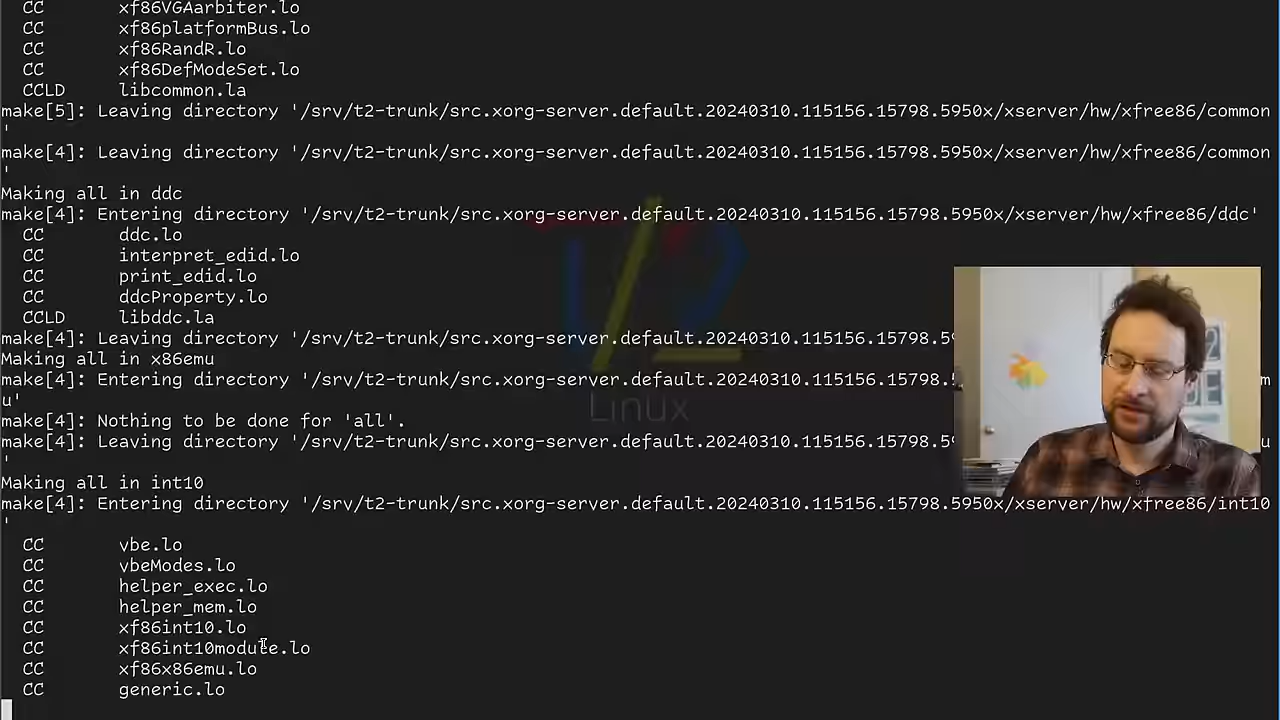 CC xf86VGAarbiter.lo
CC xf86platformBus.lo
CC xf86RandR.lo
CC xf86DefModeSet.lo
CCLD libcommon.la
make[5]: Leaving directory '/srv/t2-trunk/src.xorg-server.default.20240310.115156.15798.5950x/xserver/hw/xfree86/common
'
make[4]: Leaving directory '/srv/t2-trunk/src.xorg-server.default.20240310.115156.15798.5950x/xserver/hw/xfree86/common
'
Making all in ddc
make[4]: Entering directory '/srv/t2-trunk/src.xorg-server.default.20240310.115156.15798.5950x/xserver/hw/xfree86/ddc'
CC ddc.lo
CC interpret_edid.lo
CC print_edid.lo
CC ddcProperty.lo
CCLD libddc.la
make[4]: Leaving directory '/srv/t2-trunk/src.xorg-server.default.20240310.115156.15798.59
Making all in x86emu
make[4]: Entering directory '/srv/t2-trunk/src.xorg-server.default.20240310.115156.15798. m
u'
make[4]: Nothing to be done for 'all'.
make[4]: Leaving directory '/srv/t2-trunk/src.xorg-server.default.20240310.115156.15798.59 u
'
Making all in int10
make[4]: Entering directory '/srv/t2-trunk/src.xorg-server.default.20240310.115156.15798.5950x/xserver/hw/xfree86/int10
'
CC vbe.lo
CC vbeModes.lo
CC helper_exec.lo
CC helper_mem.lo
CC xf86int10.lo
CC xf86int10module.lo
CC xf86x86emu.lo
CC generic.lo
T2
Linux